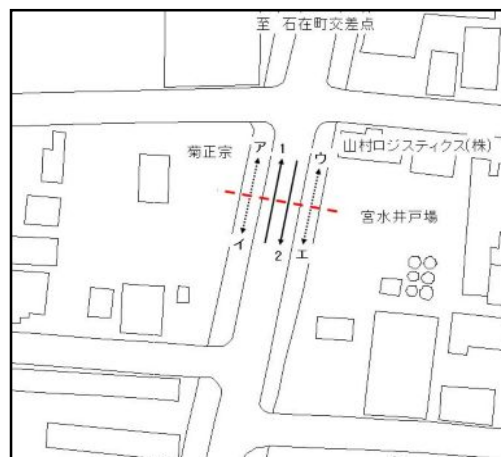 至 石在町交差点
ア 1
菊正宗
ウ
山村ロジスティクス(株)
宮水井戸場
イ
2
エ